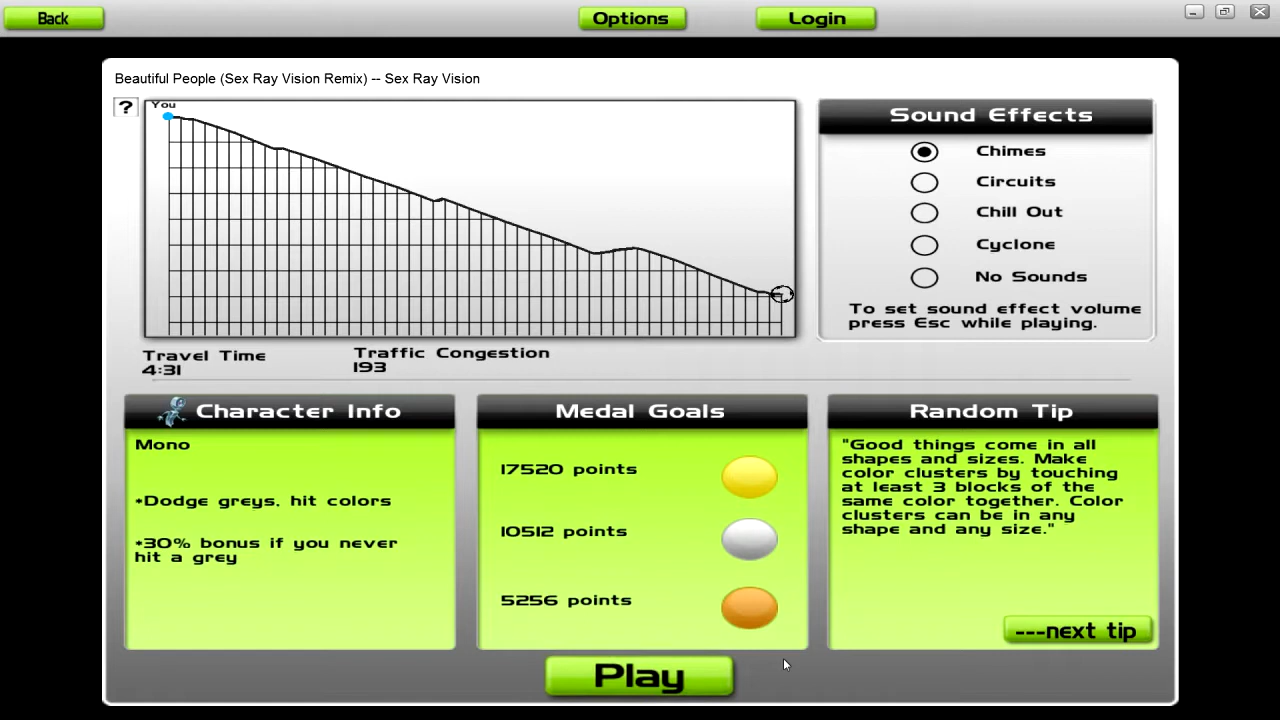 Back
Options
Login
Beautiful People (Sex Ray Vision Remix) -- Sex Ray Vision
?
You
Travel Time
4:31
Traffic Congestion
193
Sound Effects
Chimes
Circuits
Chill Out
Cyclone
No Sounds
To set sound effect volume
press Esc while playing.
Character Info
Mono
•Dodge greys, hit colors
•30% bonus if you never
hit a grey
Medal Goals
17520 points
10512 points
5256 points
Random Tip
"Good things come in all
shapes and sizes. Make
color clusters by touching
at least 3 blocks of the
same color together. Color
clusters can be in any
shape and any size."
---next tip
Play